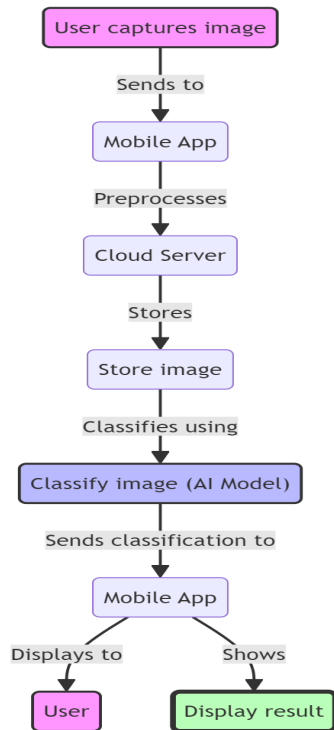 User captures image
Sends to
Mobile App
Preprocesses
Cloud Server
Stores
Store image
Classifies using
Classify image (AI Model)
Sends classification to
Mobile App
Displays to
Shows
User
Display result